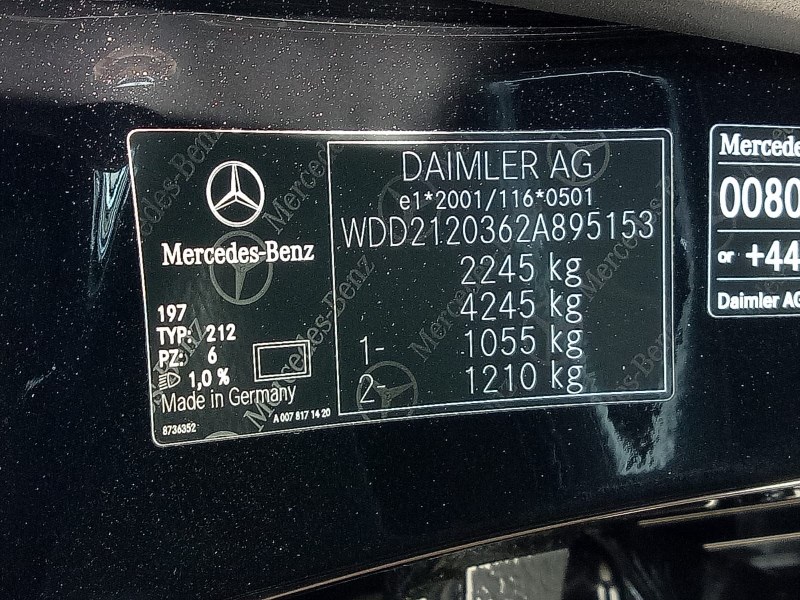 Mercedes-Benz
197
TYP: 212
PZ: 6
1,0 %
Made in Germany
8736352
A 007 817 14 20
DAIMLER AG
e1*2001/116*0501
WDD2120362A895153
2245 kg
4245 kg
1- 1055 kg
2- 1210 kg
Mercede
0080
or +44
Daimler AG